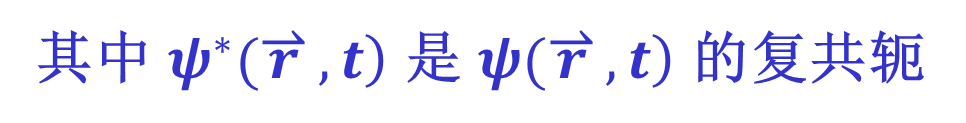 其中 ψ*(r⃗ ,t) 是 ψ(r⃗ ,t) 的复共轭